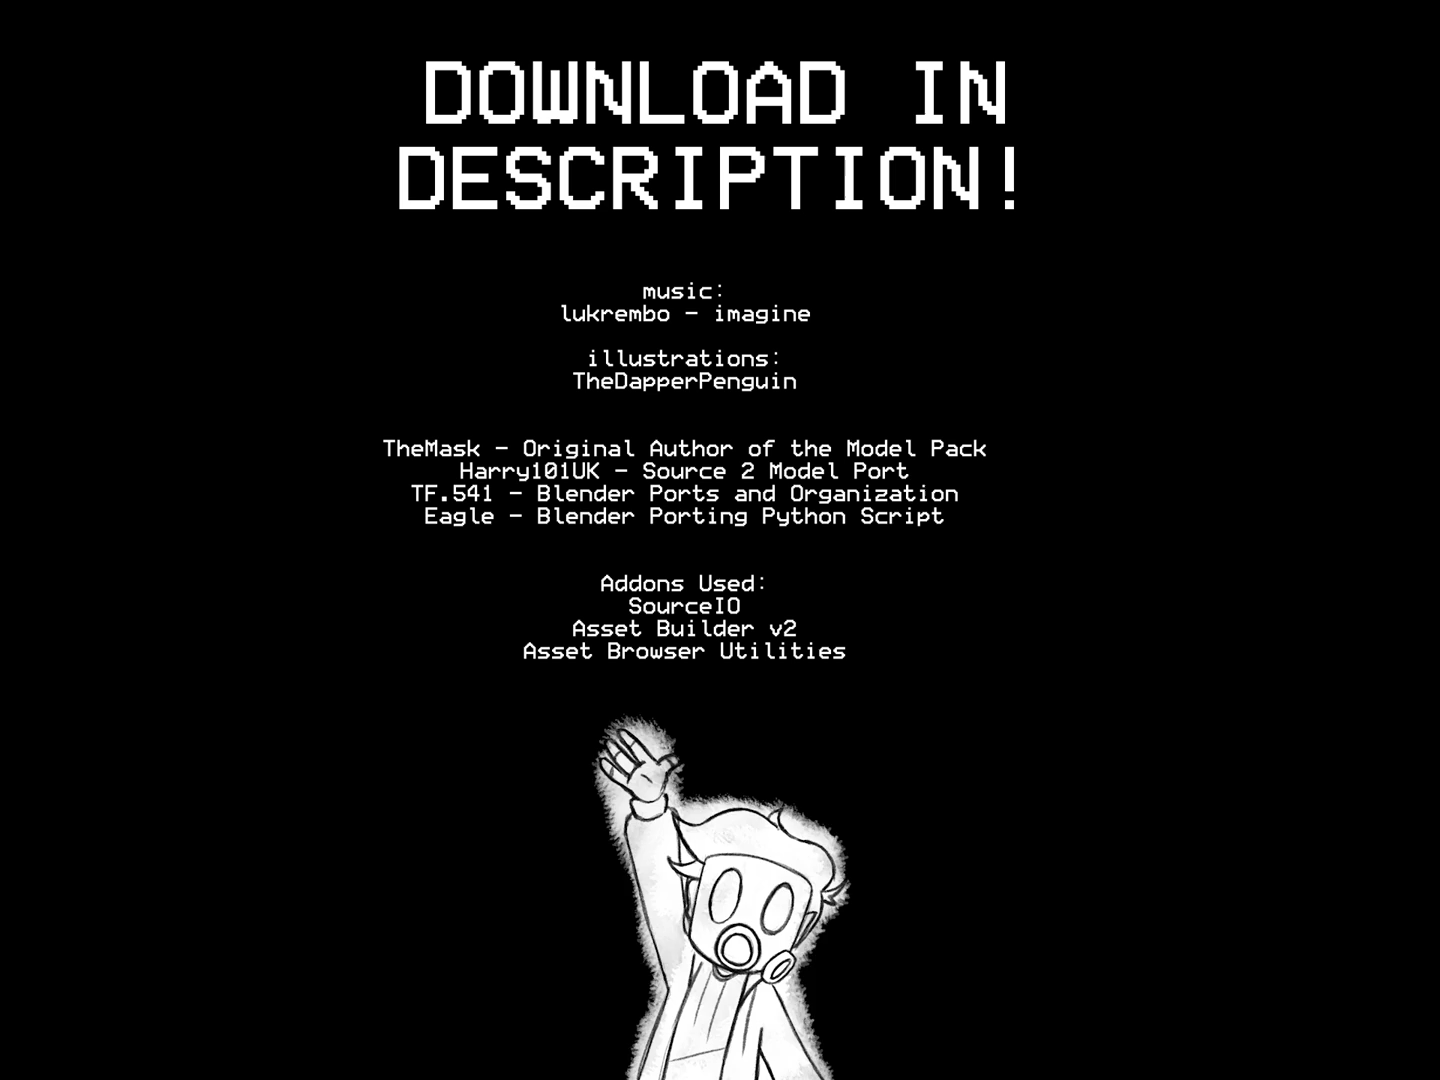 DOWNLOAD IN
DESCRIPTION!
music:
lukrembo - imagine
illustrations:
TheDapperPenguin
TheMask - Original Author of the Model Pack
Harry101UK - Source 2 Model Port
TF.541 - Blender Ports and Organization
Eagle - Blender Porting Python Script
Addons Used:
SourceIO
Asset Builder v2
Asset Browser Utilities